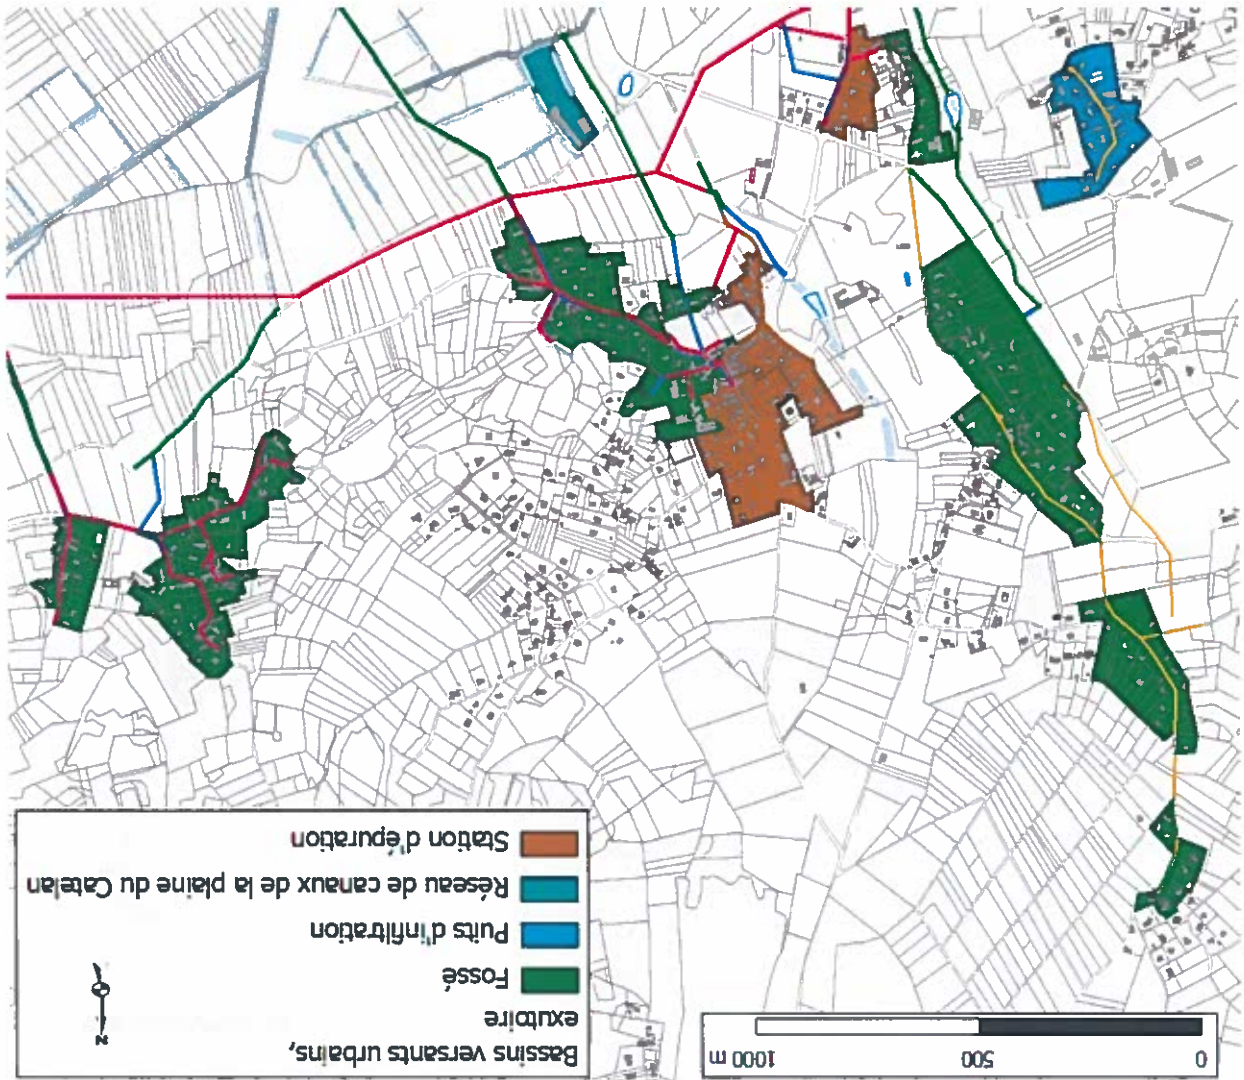 0 500 1000 m
Bassins versants urbains,
exutoire
Fossé
Puits d'infiltration
Réseau de canaux de la plaine du Catelan
Station d'épuration
N